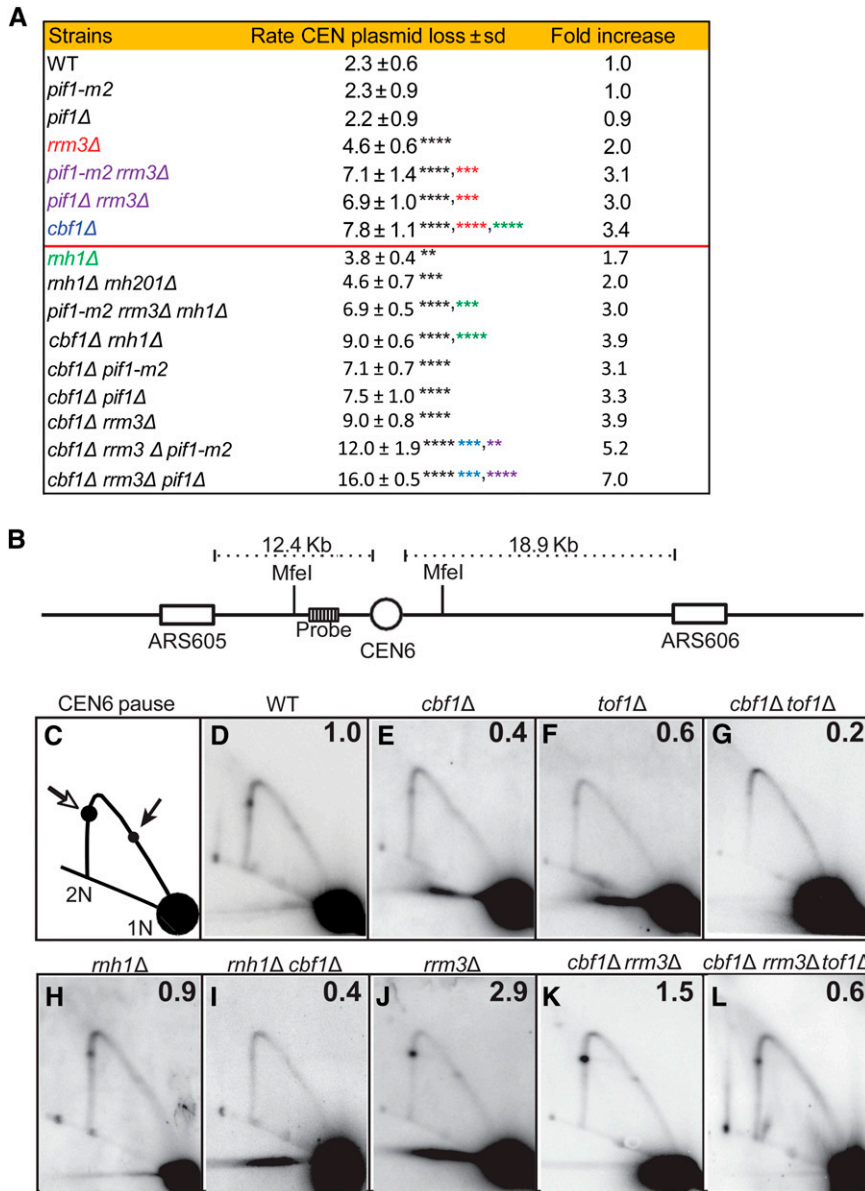 A
Strains Rate CEN plasmid loss ± sd Fold increase
WT 2.3 ±0.6 1.0
pif1-m2 2.3 ±0.9 1.0
pif1Δ 2.2 ±0.9 0.9
rrm3Δ 4.6 ± 0.6 **** 2.0
pif1-m2 rrm3Δ 7.1 ± 1.4 ****,*** 3.1
pif1Δ rrm3Δ 6.9 ± 1.0 ****,*** 3.0
cbf1Δ 7.8 ± 1.1 ****,****,**** 3.4
rnh1Δ 3.8 ± 0.4 ** 1.7
rnh1Δ rnh201Δ 4.6 ± 0.7 *** 2.0
pif1-m2 rrm3Δ rnh1Δ 6.9 ± 0.5 ****,*** 3.0
cbf1Δ rnh1Δ 9.0 ± 0.6 ****,**** 3.9
cbf1Δ pif1-m2 7.1 ± 0.7 **** 3.1
cbf1Δ pif1Δ 7.5 ± 1.0 **** 3.3
cbf1Δ rrm3Δ 9.0 ± 0.8 **** 3.9
cbf1Δ rrm3 Δ pif1-m2 12.0 ± 1.9 **** ***,** 5.2
cbf1Δ rrm3Δ pif1Δ 16.0 ± 0.5 **** ***,**** 7.0
B
12.4 Kb 18.9 Kb
MfeI MfeI
ARS605 Probe CEN6 ARS606
CEN6 pause WT cbf1Δ tof1Δ cbf1Δ tof1Δ
C D 1.0 E 0.4 F 0.6 G 0.2
2N
1N
rnh1Δ rnh1Δ cbf1Δ rrm3Δ cbf1Δ rrm3Δ cbf1Δ rrm3Δ tof1Δ
H 0.9 I 0.4 J 2.9 K 1.5 L 0.6